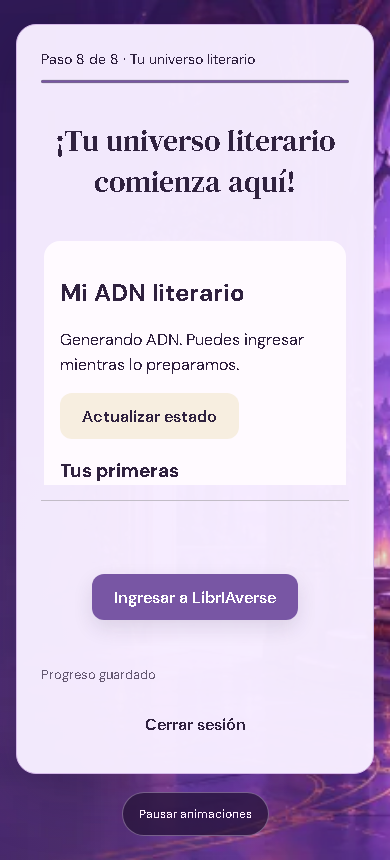 Paso 8 de 8 · Tu universo literario
¡Tu universo literario
comienza aquí!
Mi ADN literario
Generando ADN. Puedes ingresar
mientras lo preparamos.
Actualizar estado
Tus primeras
Ingresar a LibrIAverse
Progreso guardado
Cerrar sesión
Pausar animaciones